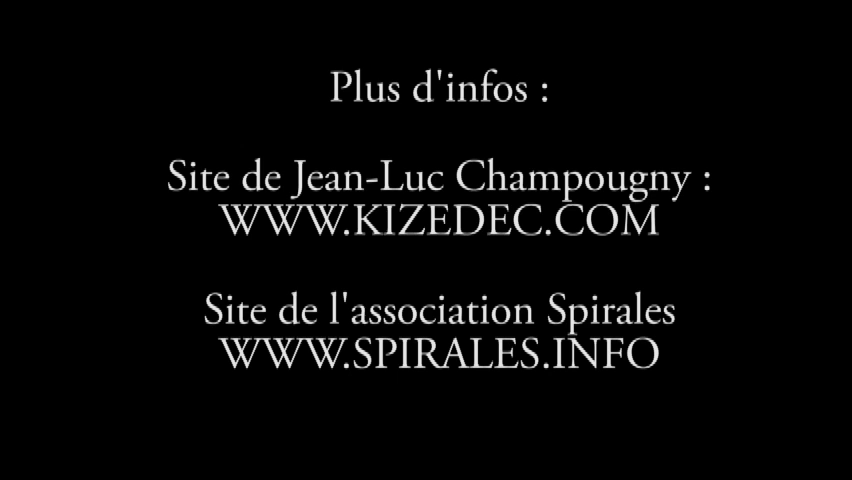 Plus d'infos :
Site de Jean-Luc Champougny :
WWW.KIZEDEC.COM
Site de l'association Spirales
WWW.SPIRALES.INFO